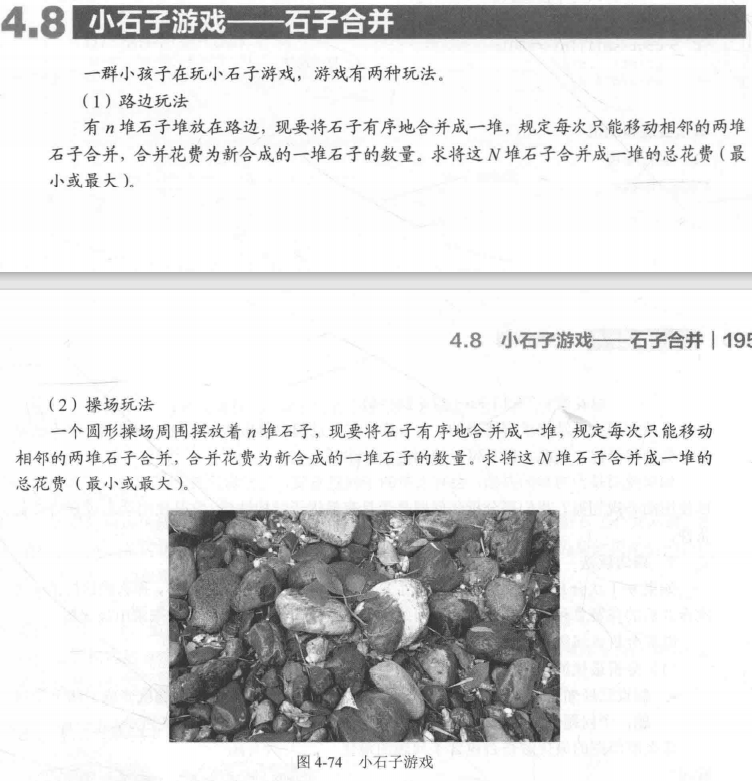 4.8 小石子游戏——石子合并
一群小孩子在玩小石子游戏，游戏有两种玩法。
（1）路边玩法
有 n 堆石子堆放在路边，现要将石子有序地合并成一堆，规定每次只能移动相邻的两堆
石子合并，合并花费为新合成的一堆石子的数量。求将这 N 堆石子合并成一堆的总花费（最
小或最大）。
4.8 小石子游戏——石子合并｜195
（2）操场玩法
一个圆形操场周围摆放着 n 堆石子，现要将石子有序地合并成一堆，规定每次只能移动
相邻的两堆石子合并，合并花费为新合成的一堆石子的数量。求将这 N 堆石子合并成一堆的
总花费（最小或最大）。
图 4-74 小石子游戏